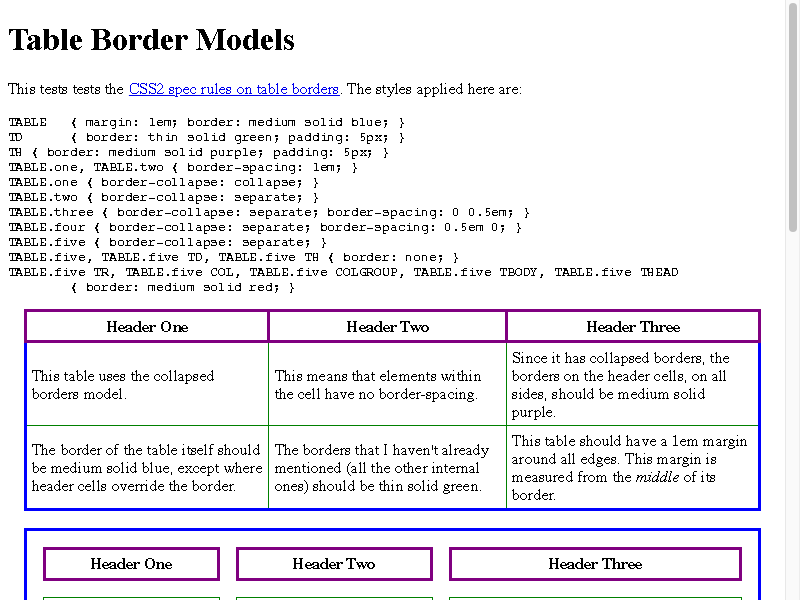 Table Border Models
This tests tests the CSS2 spec rules on table borders. The styles applied here are:
TABLE   { margin: 1em; border: medium solid blue; }
TD      { border: thin solid green; padding: 5px; }
TH { border: medium solid purple; padding: 5px; }
TABLE.one, TABLE.two { border-spacing: 1em; }
TABLE.one { border-collapse: collapse; }
TABLE.two { border-collapse: separate; }
TABLE.three { border-collapse: separate; border-spacing: 0 0.5em; }
TABLE.four { border-collapse: separate; border-spacing: 0.5em 0; }
TABLE.five { border-collapse: separate; }
TABLE.five, TABLE.five TD, TABLE.five TH { border: none; }
TABLE.five TR, TABLE.five COL, TABLE.five COLGROUP, TABLE.five TBODY, TABLE.five THEAD
        { border: medium solid red; }
Header One
Header Two
Header Three
This table uses the collapsed
borders model.
This means that elements within
the cell have no border-spacing.
Since it has collapsed borders, the
borders on the header cells, on all
sides, should be medium solid
purple.
The border of the table itself should
be medium solid blue, except where
header cells override the border.
The borders that I haven't already
mentioned (all the other internal
ones) should be thin solid green.
This table should have a 1em margin
around all edges. This margin is
measured from the middle of its
border.
Header One
Header Two
Header Three